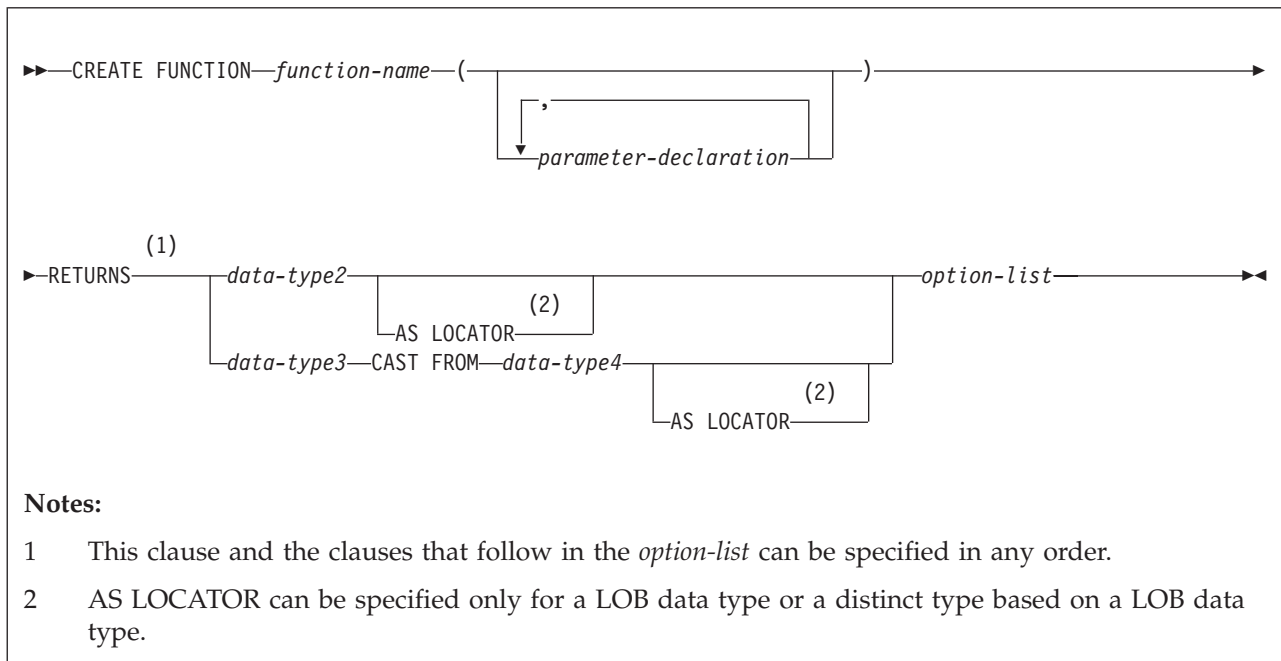 CREATE FUNCTION function-name ( )
,
parameter-declaration
(1)
RETURNS data-type2 option-list
(2)
AS LOCATOR
data-type3 CAST FROM data-type4
(2)
AS LOCATOR
Notes:
1 This clause and the clauses that follow in the option-list can be specified in any order.
2 AS LOCATOR can be specified only for a LOB data type or a distinct type based on a LOB data
type.